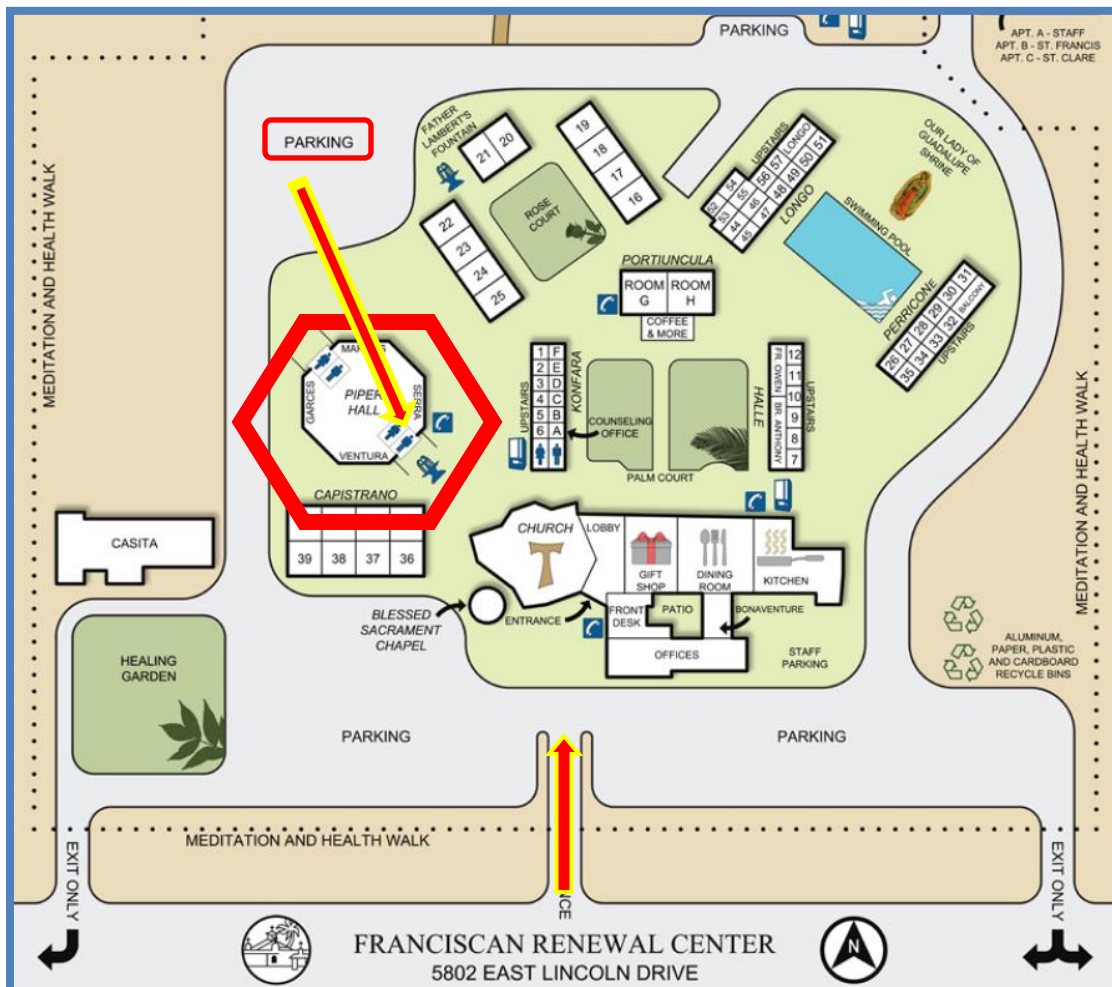 PARKING
APT. A - STAFF
APT. B - ST. FRANCIS
APT. C - ST. CLARE
PARKING
FATHER
LAMBERT'S
FOUNTAIN
21
20
19
18
17
16
22
23
24
25
ROSE
COURT
UPSTAIRS
LONGO
52
54
53
55
56
57
LONGO
44
46
48
49
50
51
45
47
OUR LADY OF
GUADALUPE
SHRINE
SWIMMING POOL
PORTIUNCULA
ROOM
G
ROOM
H
COFFEE
& MORE
PERRICONE
26
27
28
29
30
31
35
34
33
32
BALCONY
UPSTAIRS
MEDITATION AND HEALTH WALK
GARCES
PIPER
HALL
SERRA
VENTURA
CAPISTRANO
39
38
37
36
UPSTAIRS
1 F
2 E
3 D
4 C
5 B
6 A
KONFARA
COUNSELING
OFFICE
PALM COURT
HALLE
FR. OWEN
BR. ANTHONY
12
11
10
9
8
7
UPSTAIRS
MEDITATION AND HEALTH WALK
CASITA
CHURCH
LOBBY
GIFT
SHOP
DINING
ROOM
KITCHEN
BLESSED
SACRAMENT
CHAPEL
ENTRANCE
FRONT
DESK
PATIO
BONAVENTURE
OFFICES
STAFF
PARKING
ALUMINUM,
PAPER, PLASTIC
AND CARDBOARD
RECYCLE BINS
HEALING
GARDEN
PARKING
PARKING
MEDITATION AND HEALTH WALK
EXIT ONLY
EXIT ONLY
N
FRANCISCAN RENEWAL CENTER
5802 EAST LINCOLN DRIVE